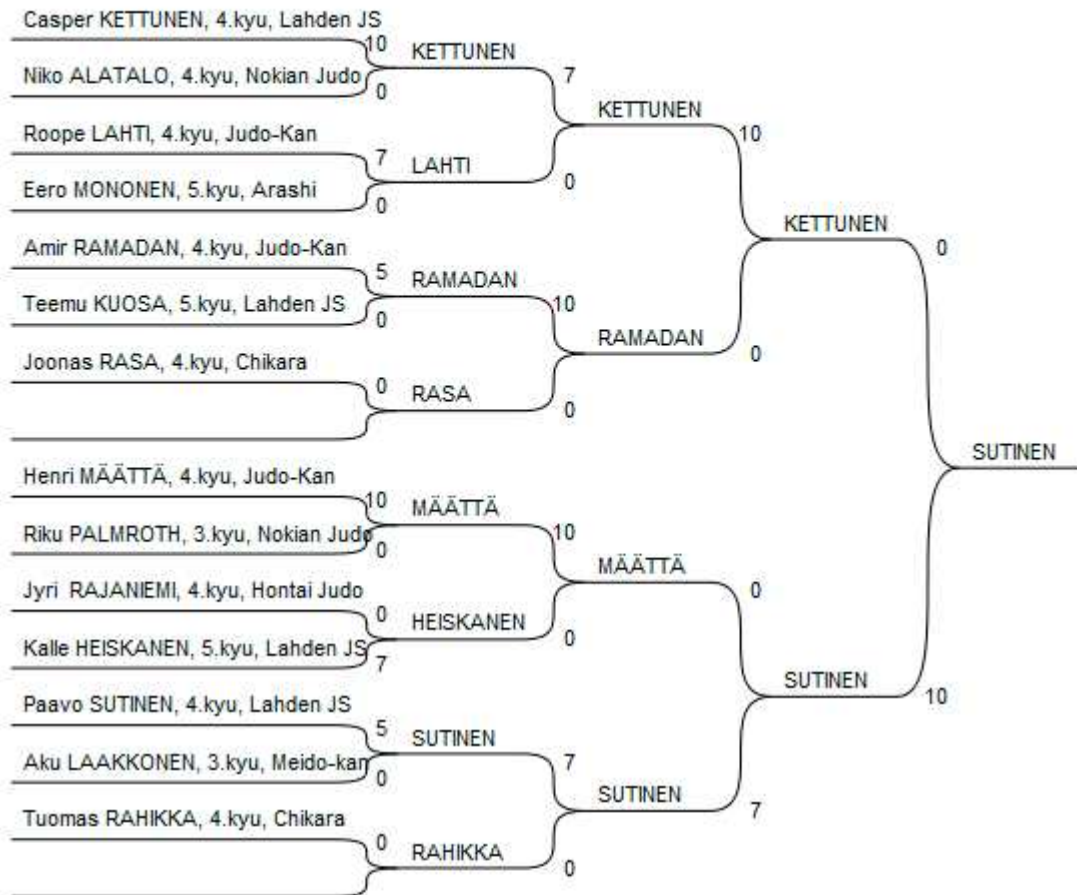 Casper KETTUNEN, 4.kyu, Lahden JS
10
KETTUNEN
Niko ALATALO, 4.kyu, Nokian Judo
0
7
KETTUNEN
10
Roope LAHTI, 4.kyu, Judo-Kan
7
LAHTI
0
Eero MONONEN, 5.kyu, Arashi
0
KETTUNEN
0
Amir RAMADAN, 4.kyu, Judo-Kan
5
RAMADAN
10
Teemu KUOSA, 5.kyu, Lahden JS
0
RAMADAN
0
Joonas RASA, 4.kyu, Chikara
0
RASA
0
SUTINEN
Henri MÄÄTTÄ, 4.kyu, Judo-Kan
10
MÄÄTTÄ
10
Riku PALMROTH, 3.kyu, Nokian Judo
0
MÄÄTTÄ
0
Jyri  RAJANIEMI, 4.kyu, Hontai Judo
0
HEISKANEN
0
Kalle HEISKANEN, 5.kyu, Lahden JS
7
SUTINEN
10
Paavo SUTINEN, 4.kyu, Lahden JS
5
SUTINEN
7
Aku LAAKKONEN, 3.kyu, Meido-kan
0
SUTINEN
7
Tuomas RAHIKKA, 4.kyu, Chikara
0
RAHIKKA
0